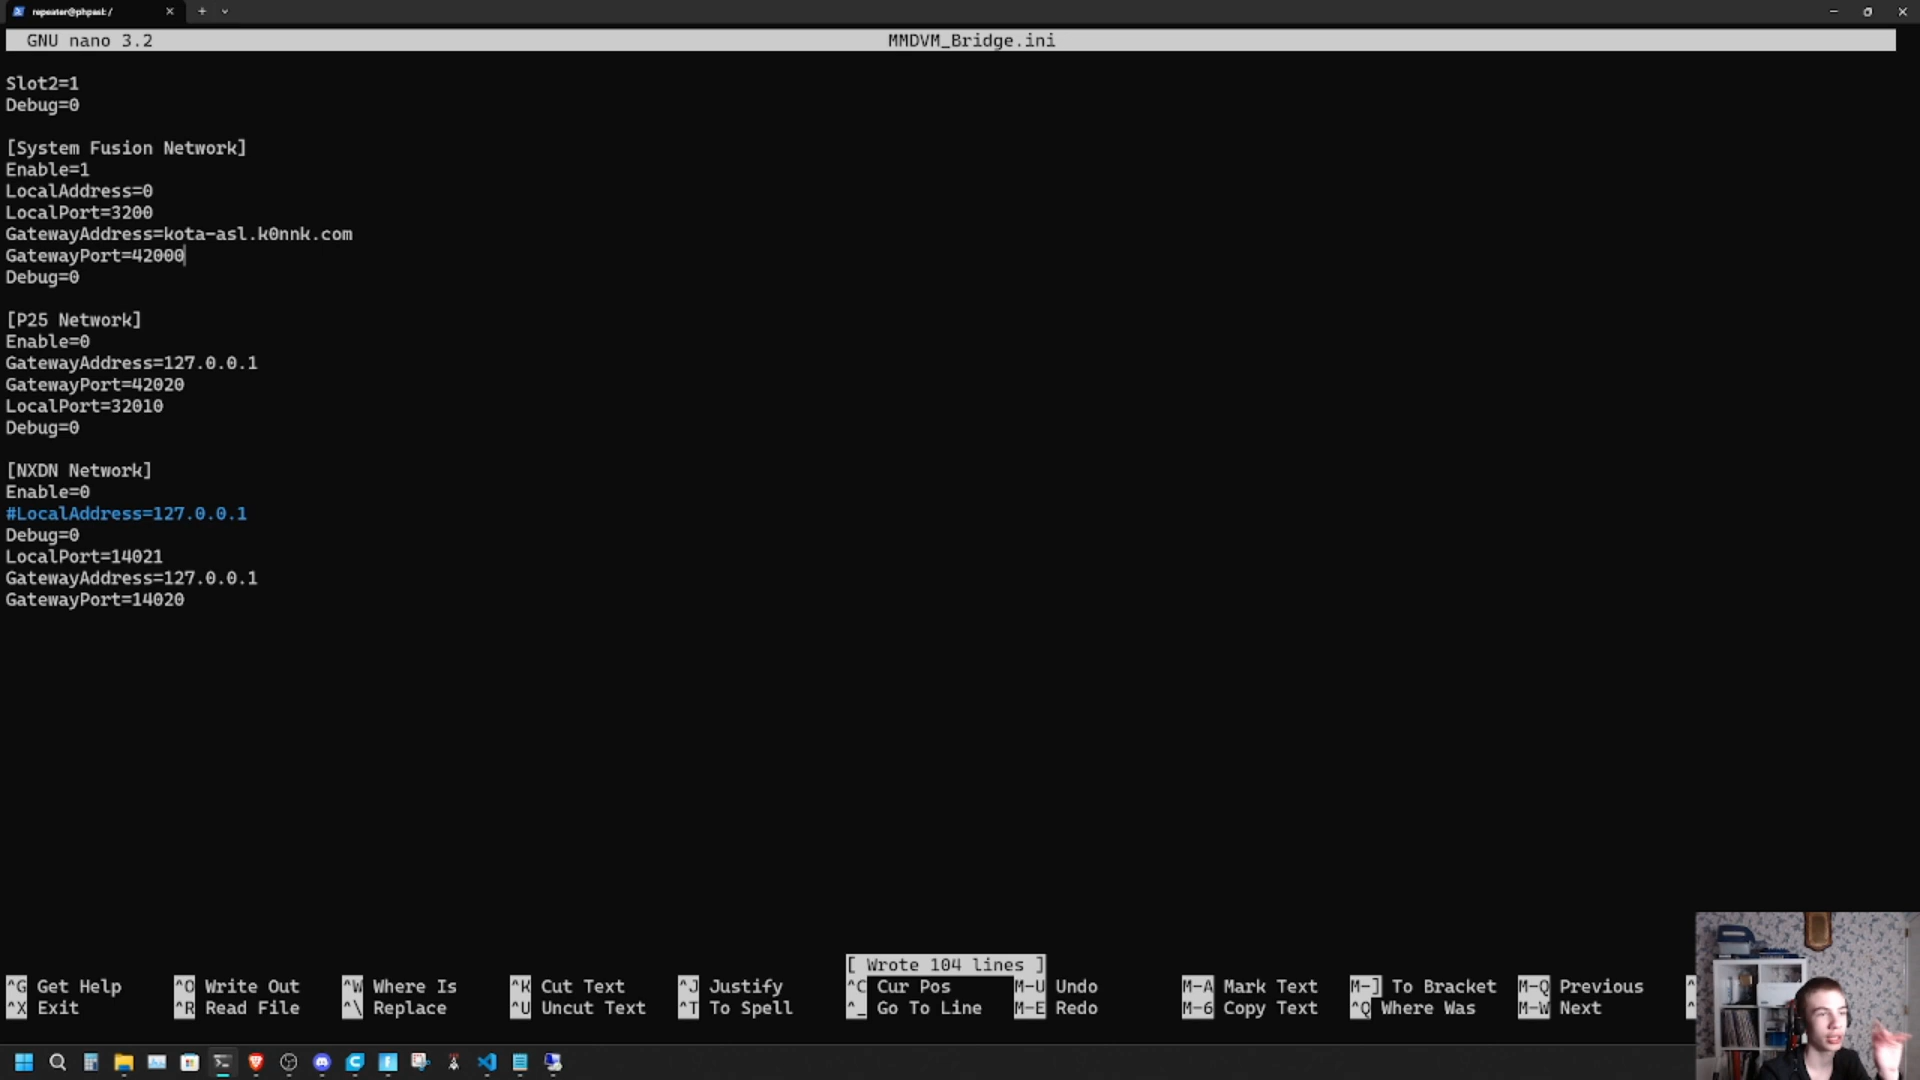 repeater@phpasl: /
GNU nano 3.2 MMDVM_Bridge.ini
Slot2=1
Debug=0
[System Fusion Network]
Enable=1
LocalAddress=0
LocalPort=3200
GatewayAddress=kota-asl.k0nnk.com
GatewayPort=42000
Debug=0
[P25 Network]
Enable=0
GatewayAddress=127.0.0.1
GatewayPort=42020
LocalPort=32010
Debug=0
[NXDN Network]
Enable=0
#LocalAddress=127.0.0.1
Debug=0
LocalPort=14021
GatewayAddress=127.0.0.1
GatewayPort=14020
[ Wrote 104 lines ]
^G Get Help ^O Write Out ^W Where Is ^K Cut Text ^J Justify ^C Cur Pos M-U Undo M-A Mark Text M-] To Bracket M-Q Previous ^
^X Exit ^R Read File ^\ Replace ^U Uncut Text ^T To Spell ^_ Go To Line M-E Redo M-6 Copy Text ^Q Where Was M-W Next ^